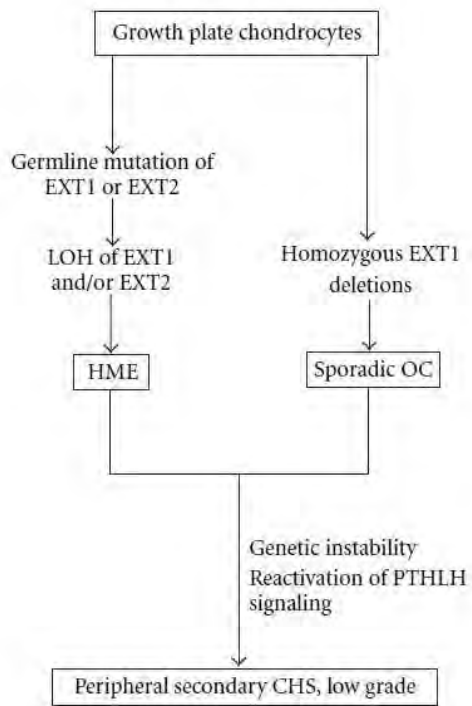 Growth plate chondrocytes
Germline mutation of
EXT1 or EXT2
LOH of EXT1
and/or EXT2
HME
Homozygous EXT1
deletions
Sporadic OC
Genetic instability
Reactivation of PTHLH
signaling
Peripheral secondary CHS, low grade